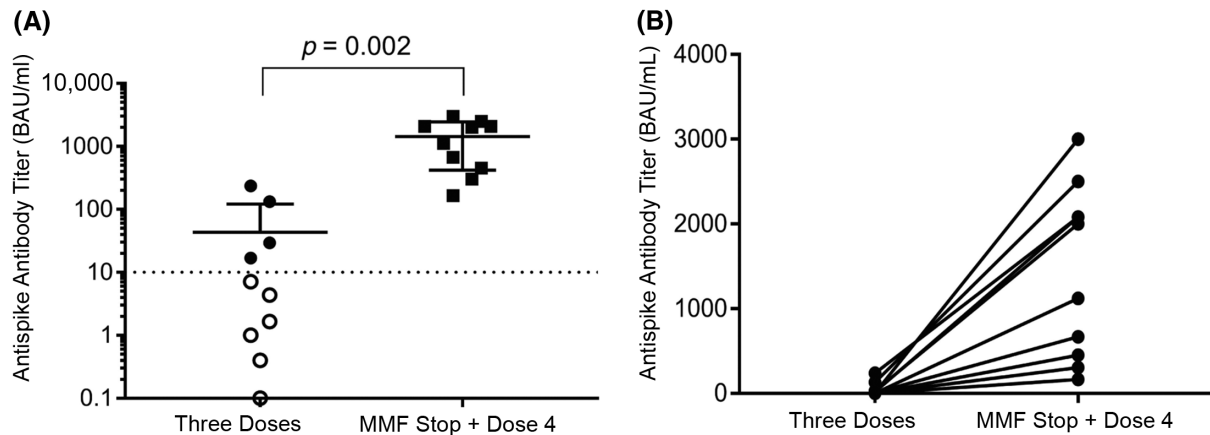 (A)
p = 0.002
Antispike Antibody Titer (BAU/ml)
10,000
1000
100
10
1
0.1
Three Doses
MMF Stop + Dose 4
(B)
Antispike Antibody Titer (BAU/mL)
4000
3000
2000
1000
0
Three Doses
MMF Stop + Dose 4